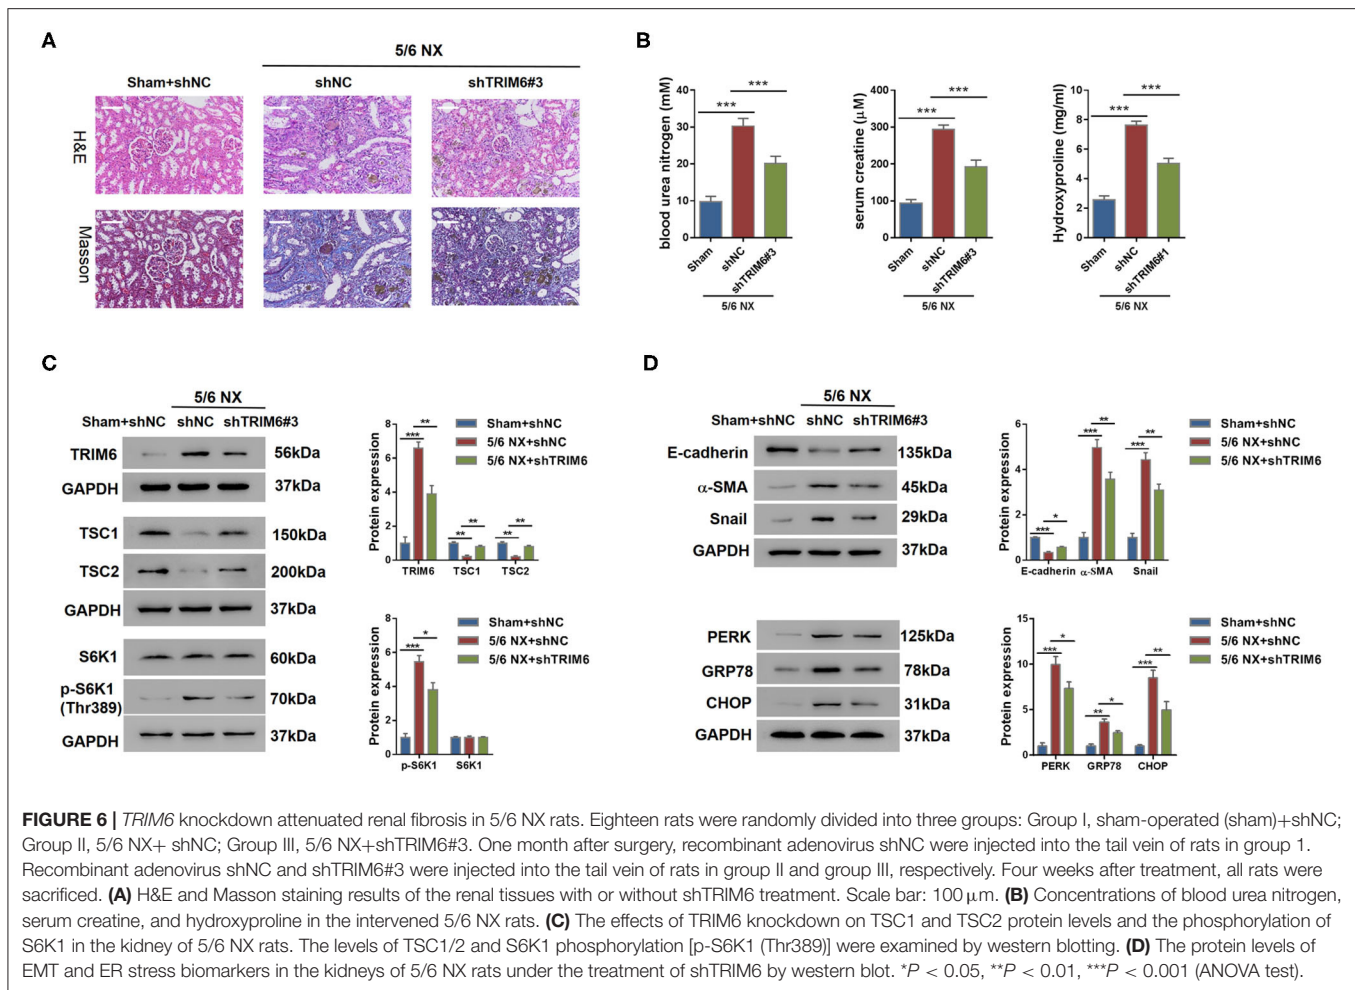 A
5/6 NX
Sham+shNC
shNC
shTRIM6#3
H&E
Masson
B
blood urea nitrogen (mM)
40
30
20
10
0
***
***
Sham
shNC
shTRIM6#3
5/6 NX
serum creatine (μM)
400
300
200
100
0
***
***
Sham
shNC
shTRIM6#3
5/6 NX
Hydroxyproline (mg/ml)
10
8
6
4
2
0
***
***
Sham
shNC
shTRIM6#1
5/6 NX
C
5/6 NX
Sham+shNC shNC shTRIM6#3
TRIM6 56kDa
GAPDH 37kDa
TSC1 150kDa
TSC2 200kDa
GAPDH 37kDa
S6K1 60kDa
p-S6K1
(Thr389) 70kDa
GAPDH 37kDa
Protein expression
8
6
4
2
0
***
**
**
**
**
**
TRIM6 TSC1 TSC2
Sham+shNC
5/6 NX+shNC
5/6 NX+shTRIM6
Protein expression
8
6
4
2
0
***
*
p-S6K1 S6K1
Sham+shNC
5/6 NX+shNC
5/6 NX+shTRIM6
D
5/6 NX
Sham+shNC shNC shTRIM6#3
E-cadherin 135kDa
α-SMA 45kDa
Snail 29kDa
GAPDH 37kDa
PERK 125kDa
GRP78 78kDa
CHOP 31kDa
GAPDH 37kDa
Protein expression
6
4
2
0
***
*
***
**
***
**
E-cadherin α-SMA Snail
Sham+shNC
5/6 NX+shNC
5/6 NX+shTRIM6
Protein expression
15
10
5
0
***
*
**
*
***
**
PERK GRP78 CHOP
Sham+shNC
5/6 NX+shNC
5/6 NX+shTRIM6
FIGURE 6 | TRIM6 knockdown attenuated renal fibrosis in 5/6 NX rats. Eighteen rats were randomly divided into three groups: Group I, sham-operated (sham)+shNC;
Group II, 5/6 NX+ shNC; Group III, 5/6 NX+shTRIM6#3. One month after surgery, recombinant adenovirus shNC were injected into the tail vein of rats in group 1.
Recombinant adenovirus shNC and shTRIM6#3 were injected into the tail vein of rats in group II and group III, respectively. Four weeks after treatment, all rats were
sacrificed. (A) H&E and Masson staining results of the renal tissues with or without shTRIM6 treatment. Scale bar: 100 μm. (B) Concentrations of blood urea nitrogen,
serum creatine, and hydroxyproline in the intervened 5/6 NX rats. (C) The effects of TRIM6 knockdown on TSC1 and TSC2 protein levels and the phosphorylation of
S6K1 in the kidney of 5/6 NX rats. The levels of TSC1/2 and S6K1 phosphorylation [p-S6K1 (Thr389)] were examined by western blotting. (D) The protein levels of
EMT and ER stress biomarkers in the kidneys of 5/6 NX rats under the treatment of shTRIM6 by western blot. *P < 0.05, **P < 0.01, ***P < 0.001 (ANOVA test).